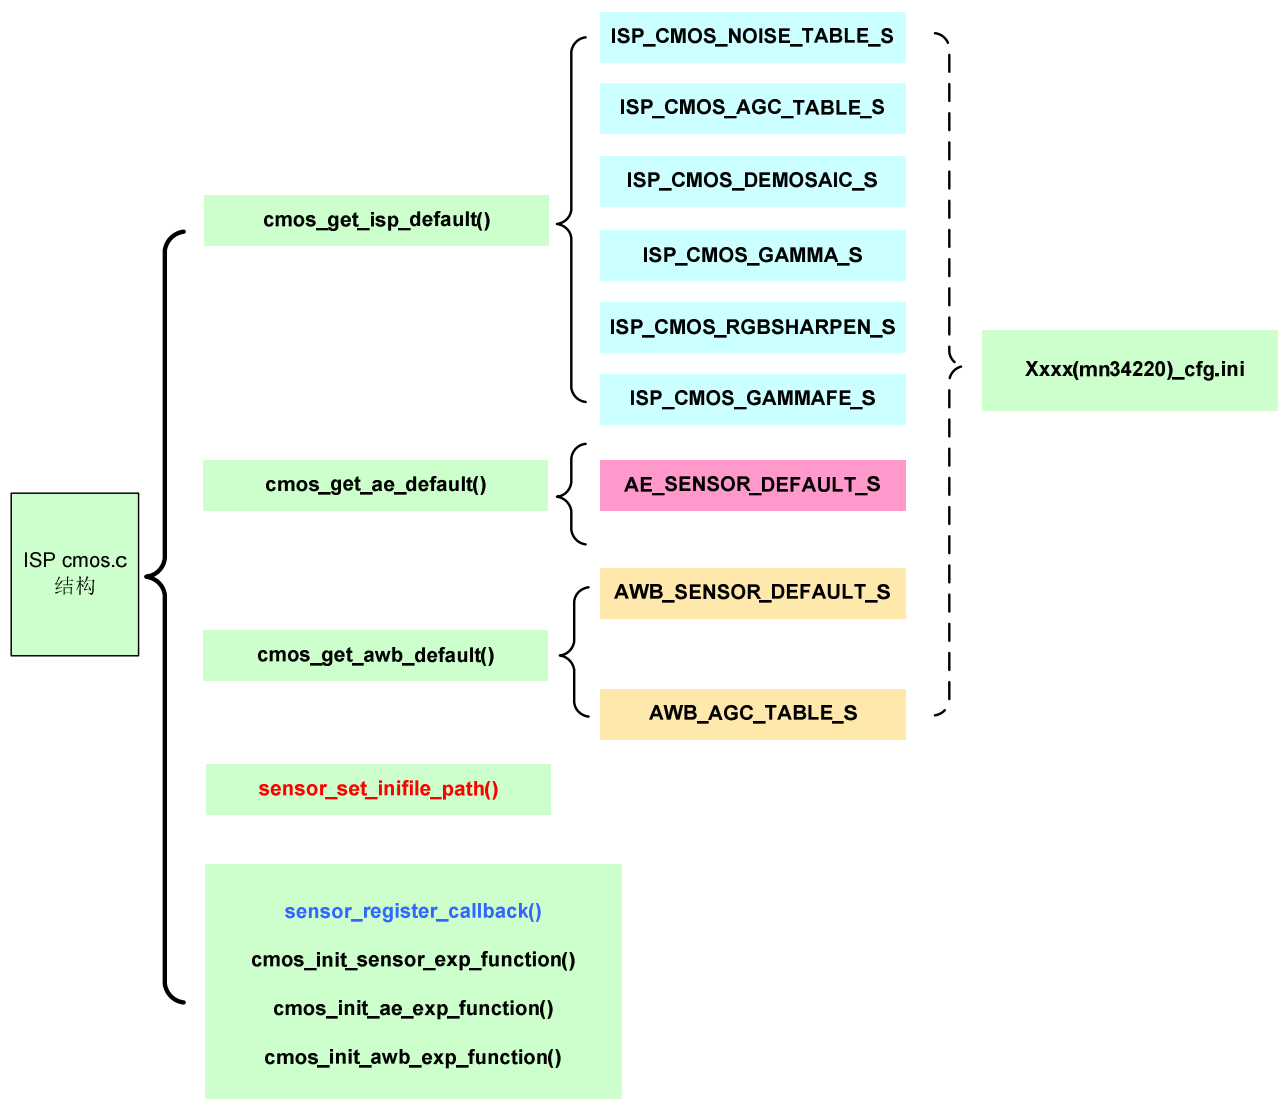 ISP cmos.c
结构
cmos_get_isp_default()
ISP_CMOS_NOISE_TABLE_S
ISP_CMOS_AGC_TABLE_S
ISP_CMOS_DEMOSAIC_S
ISP_CMOS_GAMMA_S
ISP_CMOS_RGBSHARPEN_S
ISP_CMOS_GAMMAFE_S
cmos_get_ae_default()
AE_SENSOR_DEFAULT_S
cmos_get_awb_default()
AWB_SENSOR_DEFAULT_S
AWB_AGC_TABLE_S
Xxxx(mn34220)_cfg.ini
sensor_set_inifile_path()
sensor_register_callback()
cmos_init_sensor_exp_function()
cmos_init_ae_exp_function()
cmos_init_awb_exp_function()